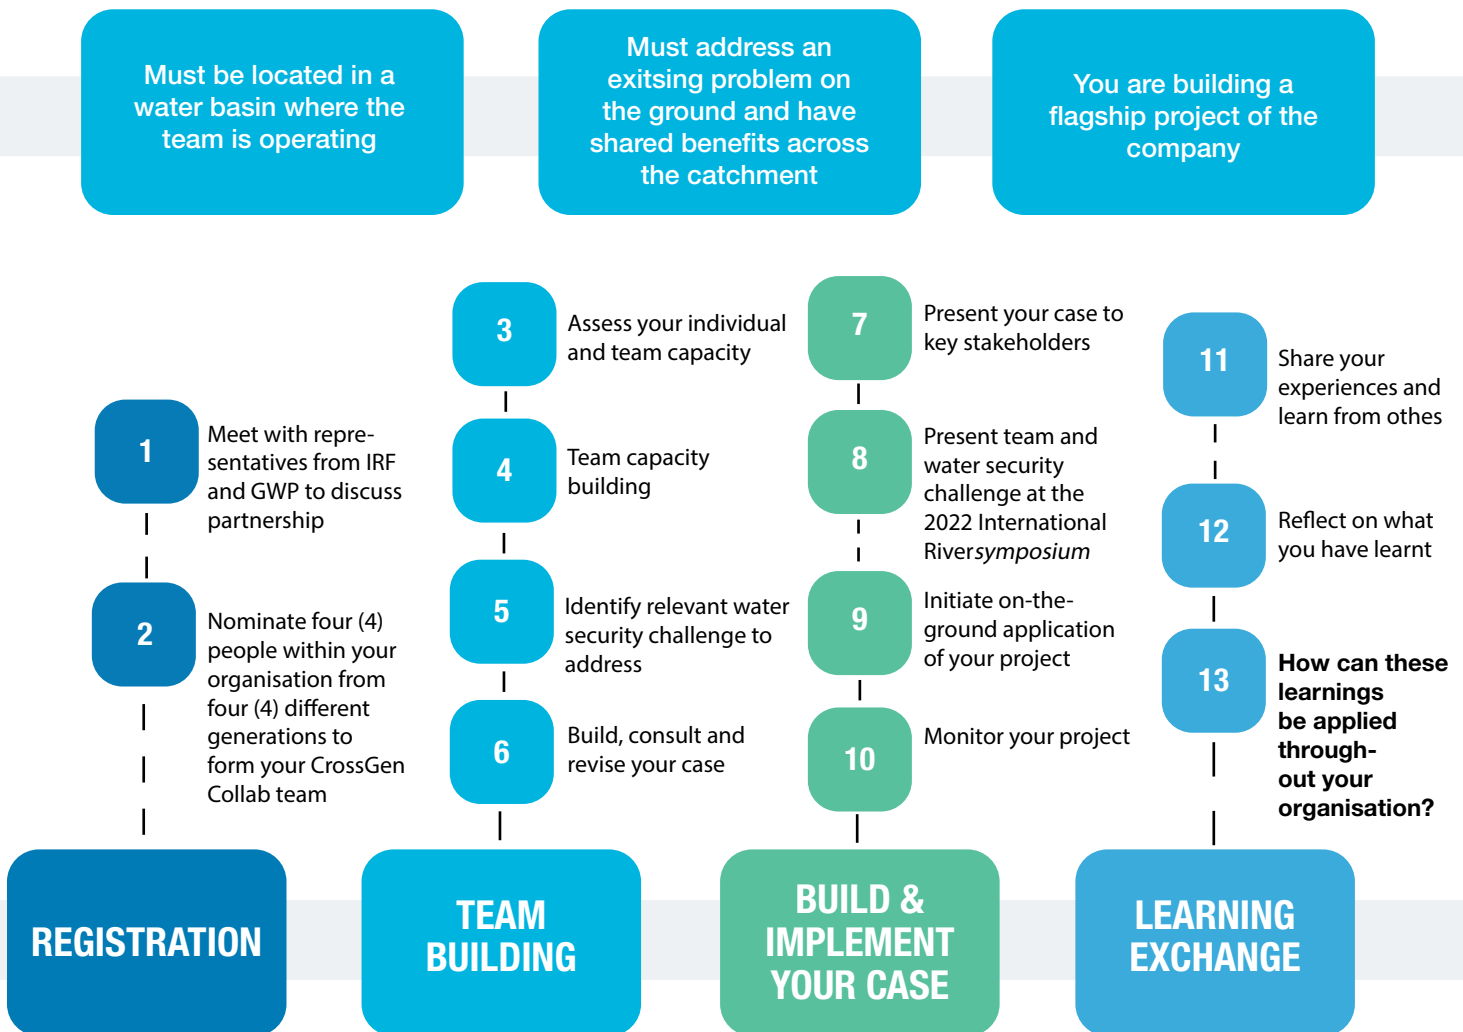 Must be located in a
water basin where the
team is operating
Must address an
exitsing problem on
the ground and have
shared benefits across
the catchment
You are building a
flagship project of the
company
1
Meet with repre-
sentatives from IRF
and GWP to discuss
partnership
2
Nominate four (4)
people within your
organisation from
four (4) different
generations to
form your CrossGen
Collab team
REGISTRATION
3
Assess your individual
and team capacity
4
Team capacity
building
5
Identify relevant water
security challenge to
address
6
Build, consult and
revise your case
TEAM
BUILDING
7
Present your case to
key stakeholders
8
Present team and
water security
challenge at the
2022 International
Riversymposium
9
Initiate on-the-
ground application
of your project
10
Monitor your project
BUILD &
IMPLEMENT
YOUR CASE
11
Share your
experiences and
learn from othes
12
Reflect on what
you have learnt
13
How can these
learnings
be applied
through-
out your
organisation?
LEARNING
EXCHANGE